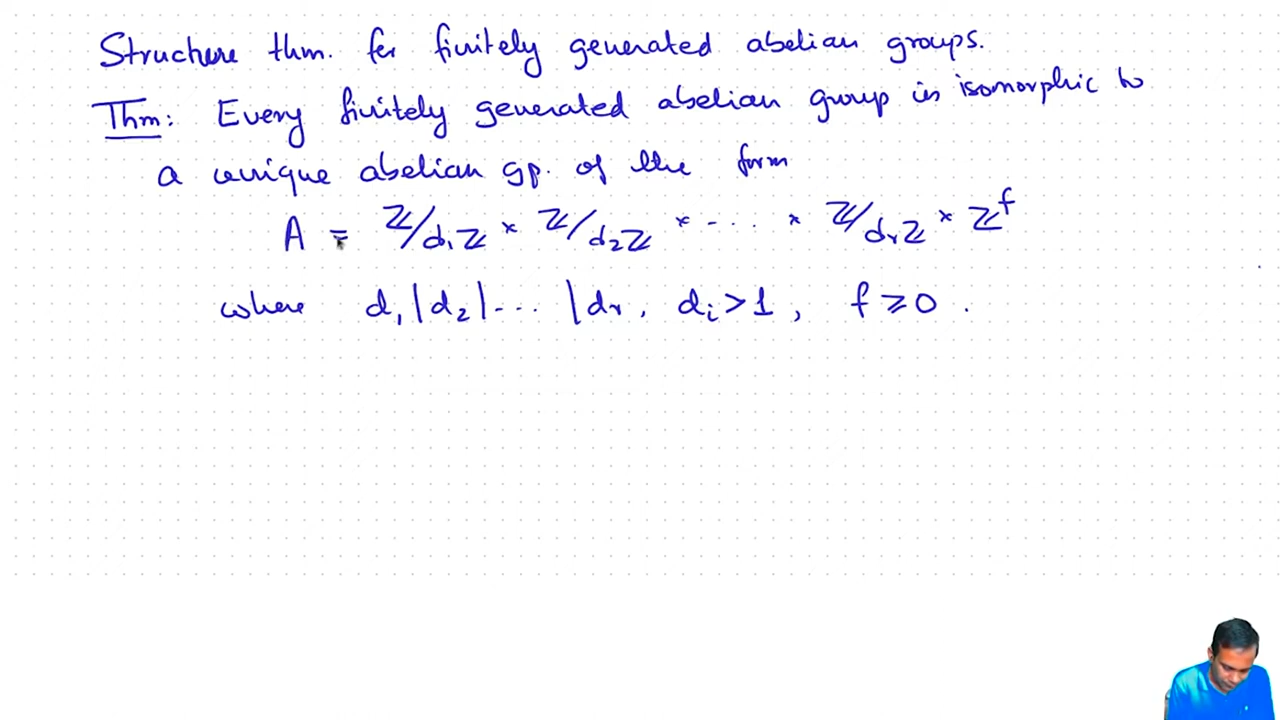 Structure thm. for finitely generated abelian groups.
Thm: Every finitely generated abelian group is isomorphic to
a unique abelian gp. of the form
A = ℤ/d₁ℤ × ℤ/d₂ℤ × ... × ℤ/dᵣℤ × ℤᶠ
where d₁|d₂|... |dᵣ, dᵢ>1, f ≥ 0.